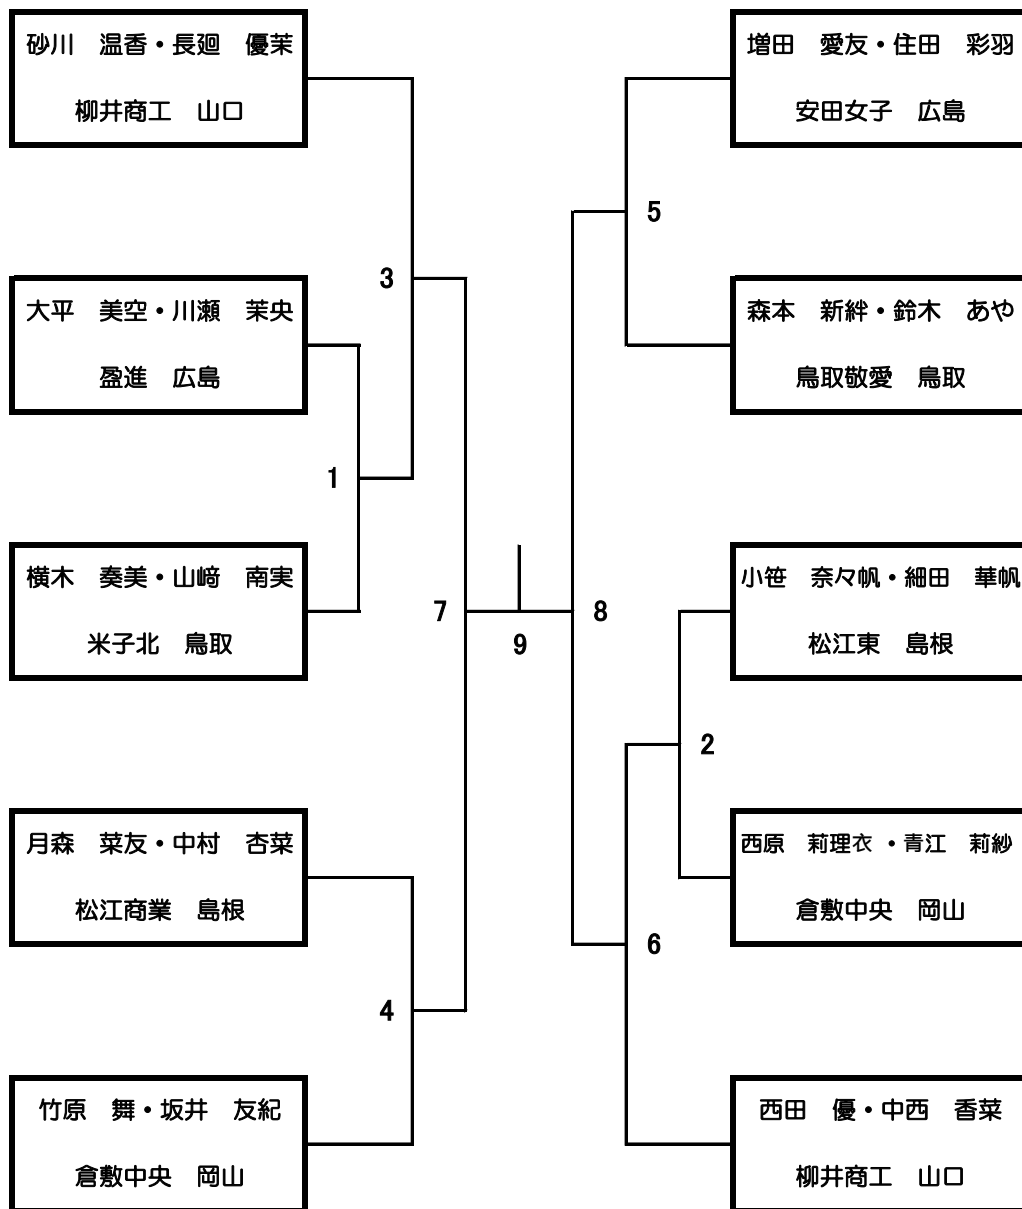 砂川　温香・長廻　優茉
柳井商工　山口
大平　美空・川瀬　茉央
盈進　広島
横木　奏美・山﨑　南実
米子北　鳥取
月森　菜友・中村　杏菜
松江商業　島根
竹原　舞・坂井　友紀
倉敷中央　岡山
3
1
7
4
9
8
5
2
6
増田　愛友・住田　彩羽
安田女子　広島
森本　新絆・鈴木　あや
鳥取敬愛　鳥取
小笹　奈々帆・細田　華帆
松江東　島根
西原　莉理衣　・青江　莉紗
倉敷中央　岡山
西田　優・中西　香菜
柳井商工　山口